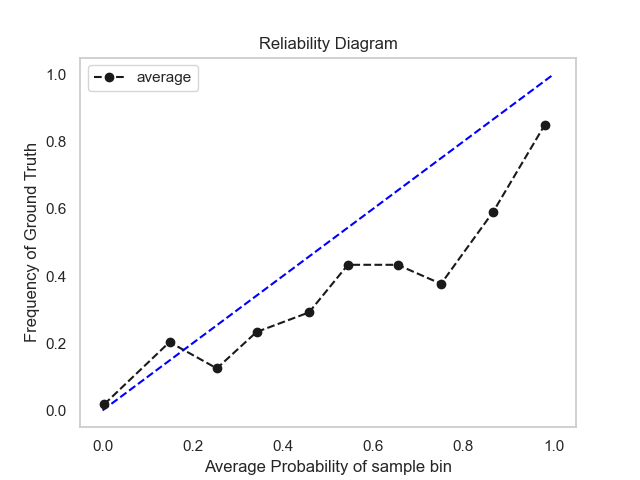 Reliability Diagram
average
Frequency of Ground Truth
1.0
0.8
0.6
0.4
0.2
0.0
0.0 0.2 0.4 0.6 0.8 1.0
Average Probability of sample bin